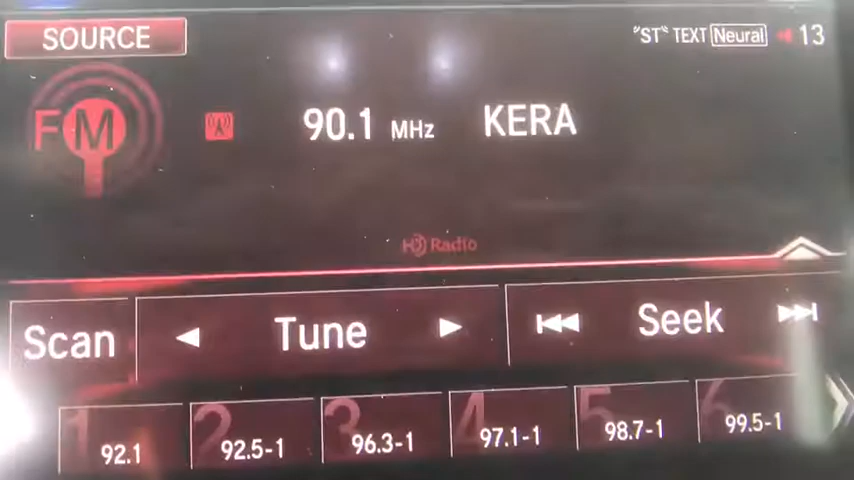 SOURCE "ST" TEXT Neural 13
FM 90.1 MHz KERA
HD Radio
Scan Tune Seek
1 2 3 4 5 6
92.1 92.5-1 96.3-1 97.1-1 98.7-1 99.5-1